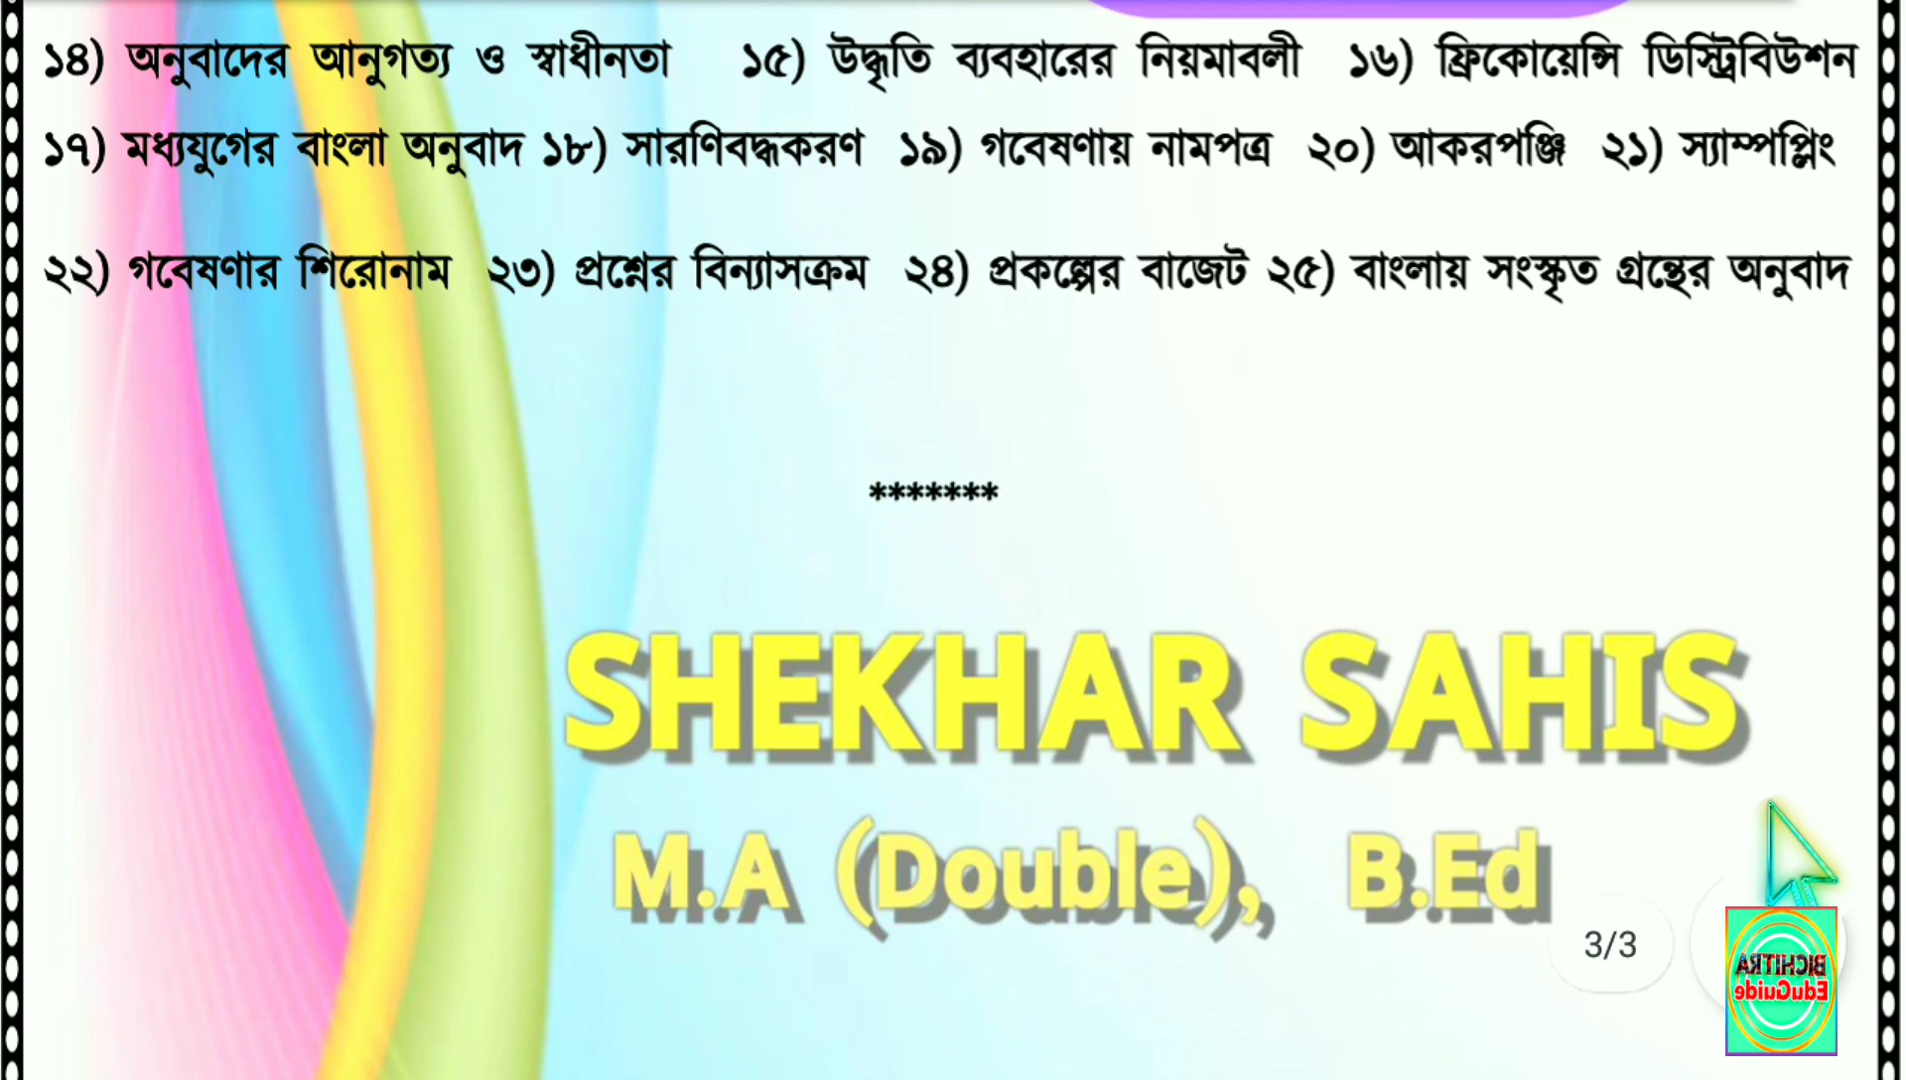 ১৪) অনুবাদের আনুগত্য ও স্বাধীনতা ১৫) উদ্ধৃতি ব্যবহারের নিয়মাবলী ১৬) ফ্রিকোয়েন্সি ডিস্ট্রিবিউশন
১৭) মধ্যযুগের বাংলা অনুবাদ ১৮) সারণিবদ্ধকরণ ১৯) গবেষণায় নামপত্র ২০) আকরপঞ্জি ২১) স্যাম্পপ্লিং
২২) গবেষণার শিরোনাম ২৩) প্রশ্নের বিন্যাসক্রম ২৪) প্রকল্পের বাজেট ২৫) বাংলায় সংস্কৃত গ্রন্থের অনুবাদ
*******
SHEKHAR SAHIS
M.A (Double), B.Ed
3/3
BICHITRA
EduGuide